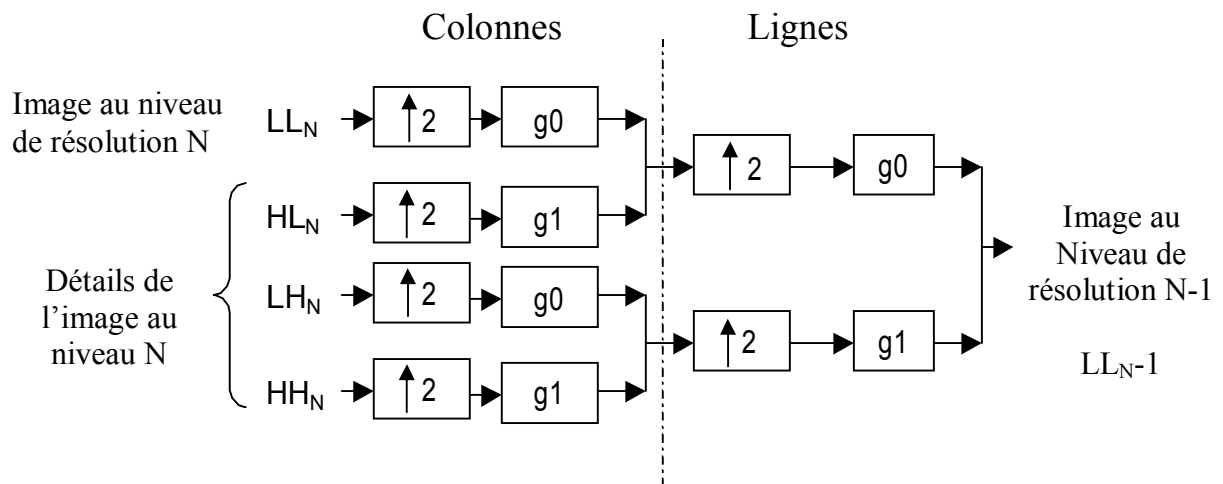 Colonnes
Lignes
Image au niveau
de résolution N
LL_N
↑2
g0
HL_N
↑2
g1
↑2
g0
Détails de
l'image au
niveau N
LH_N
↑2
g0
HH_N
↑2
g1
↑2
g1
Image au
Niveau de
résolution N-1
LL_N-1